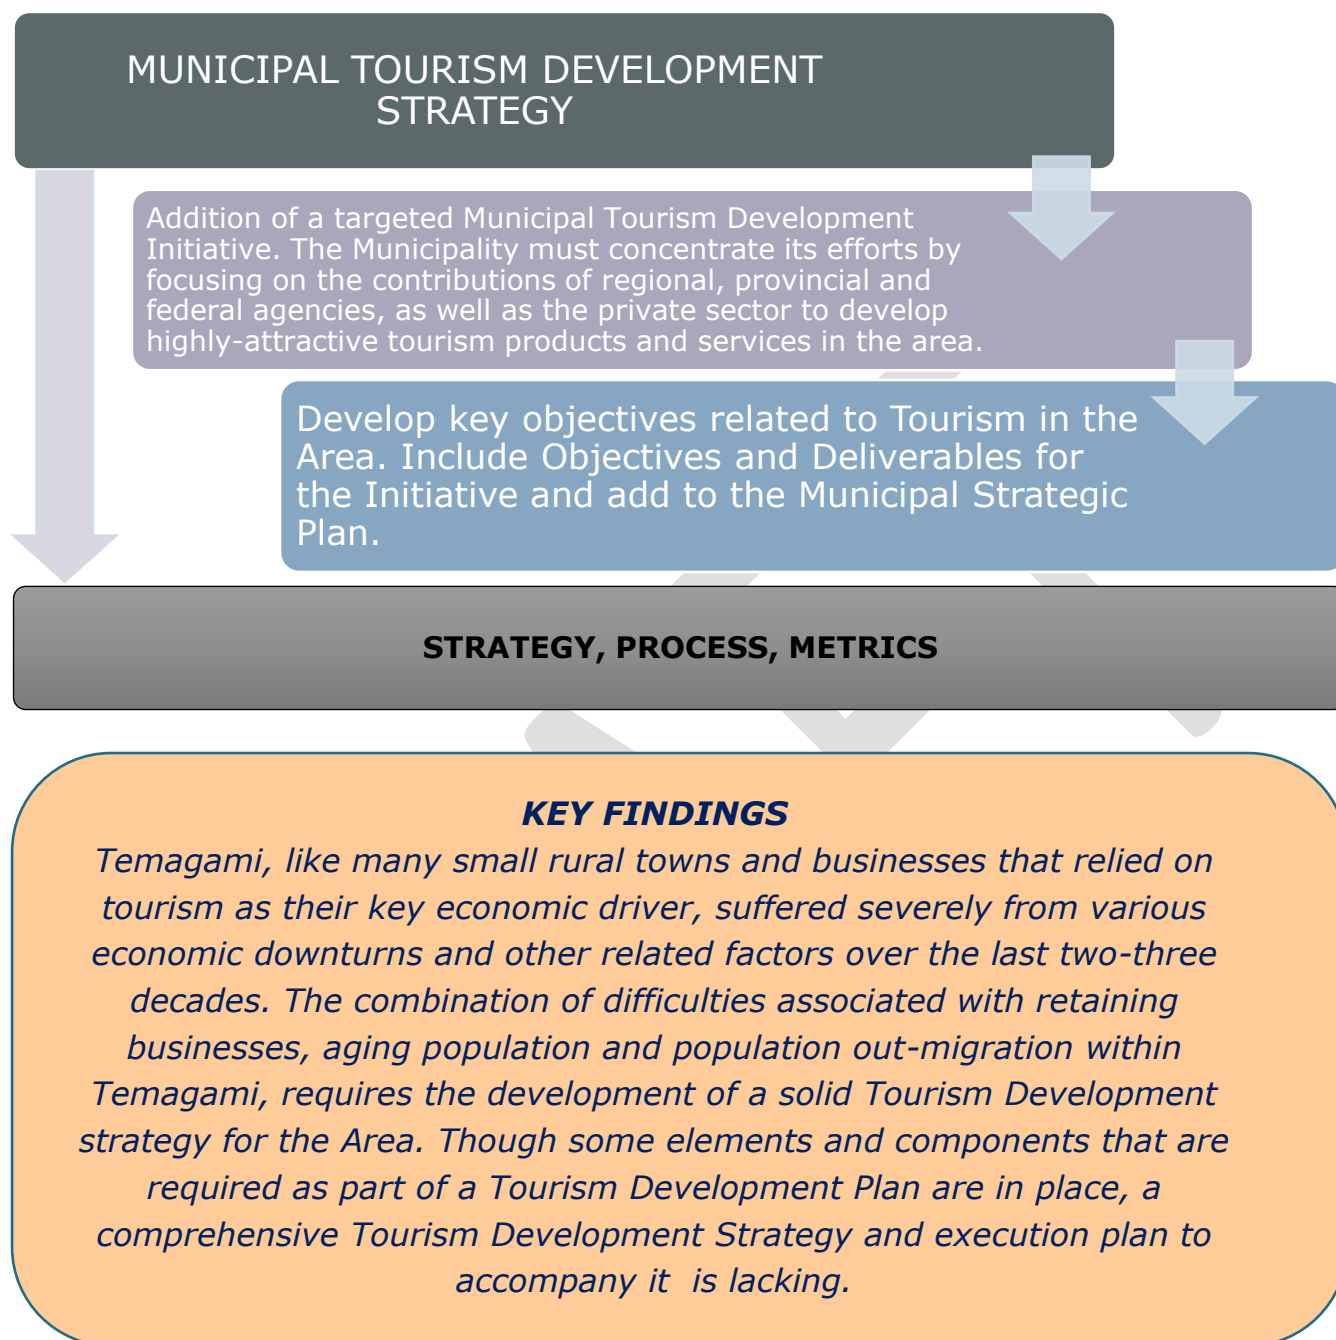 MUNICIPAL TOURISM DEVELOPMENT
STRATEGY
Addition of a targeted Municipal Tourism Development
Initiative. The Municipality must concentrate its efforts by
focusing on the contributions of regional, provincial and
federal agencies, as well as the private sector to develop
highly-attractive tourism products and services in the area.
Develop key objectives related to Tourism in the
Area. Include Objectives and Deliverables for
the Initiative and add to the Municipal Strategic
Plan.
STRATEGY, PROCESS, METRICS
KEY FINDINGS
Temagami, like many small rural towns and businesses that relied on
tourism as their key economic driver, suffered severely from various
economic downturns and other related factors over the last two-three
decades. The combination of difficulties associated with retaining
businesses, aging population and population out-migration within
Temagami, requires the development of a solid Tourism Development
strategy for the Area. Though some elements and components that are
required as part of a Tourism Development Plan are in place, a
comprehensive Tourism Development Strategy and execution plan to
accompany it  is lacking.